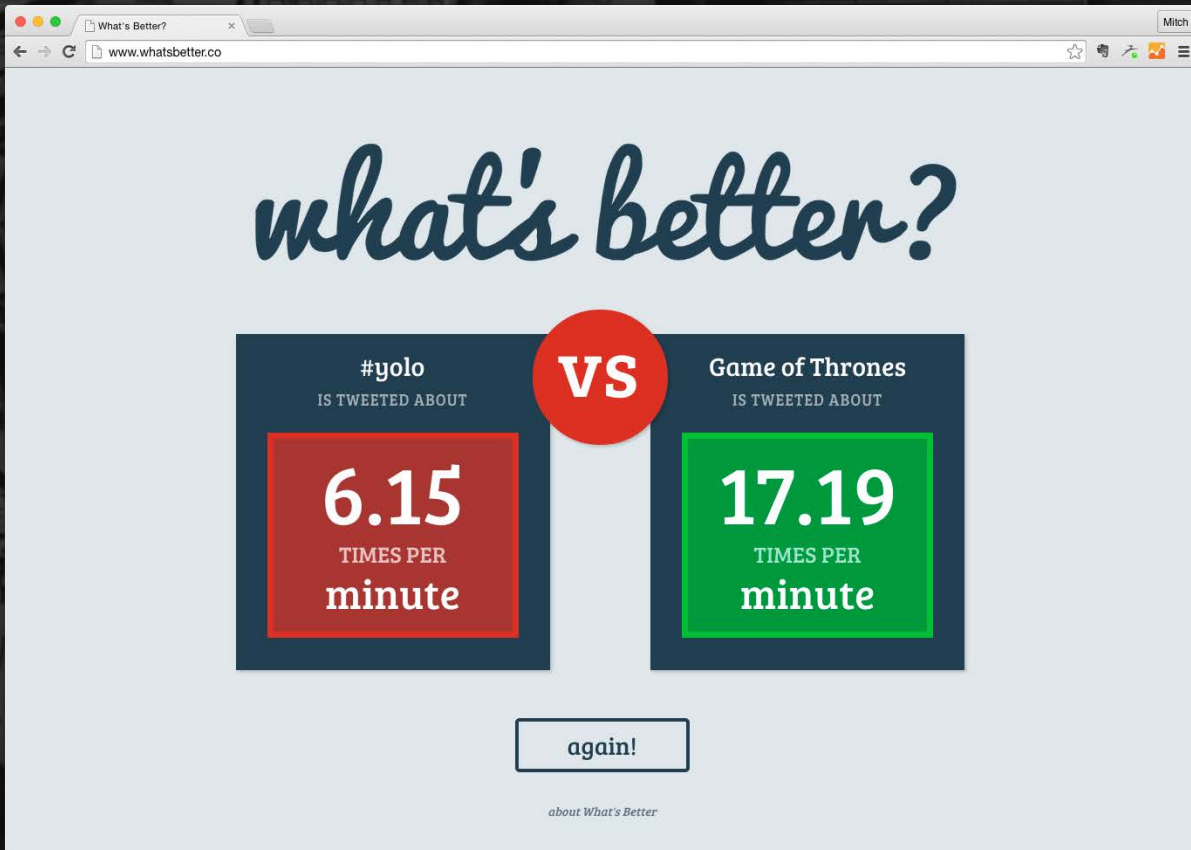 What's Better?
Mitch
www.whatsbetter.co
what's better?
#yolo
IS TWEETED ABOUT
6.15
TIMES PER
minute
VS
Game of Thrones
IS TWEETED ABOUT
17.19
TIMES PER
minute
again!
about What's Better